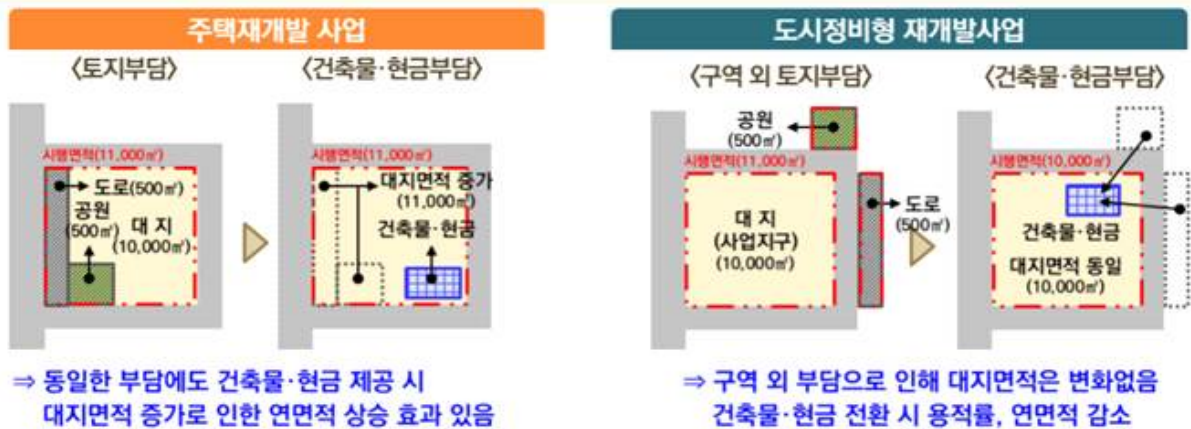 주택재개발 사업
〈토지부담〉
〈건축물·현금부담〉
시행면적(11,000㎡)
도로(500㎡)
공원
(500㎡)
대 지
(10,000㎡)
시행면적(11,000㎡)
대지면적 증가
(11,000㎡)
건축물·현금
⇒ 동일한 부담에도 건축물·현금 제공 시
대지면적 증가로 인한 연면적 상승 효과 있음
도시정비형 재개발사업
〈구역 외 토지부담〉
〈건축물·현금부담〉
공원
(500㎡)
시행면적(11,000㎡)
도로
(500㎡)
대 지
(사업지구)
(10,000㎡)
시행면적(10,000㎡)
건축물·현금
대지면적 동일
(10,000㎡)
⇒ 구역 외 부담으로 인해 대지면적은 변화없음
건축물·현금 전환 시 용적률, 연면적 감소